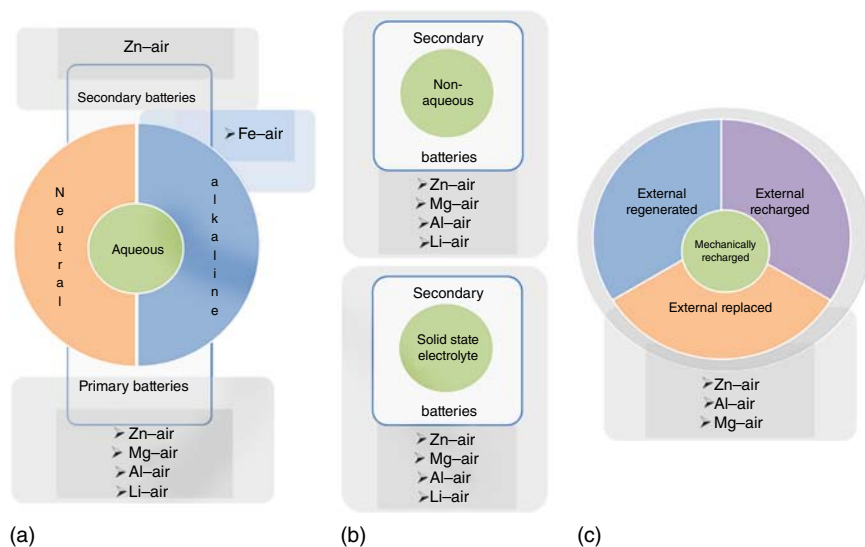 Zn–air
Secondary batteries
➢ Fe–air
Neutral
alkaline
Aqueous
Primary batteries
➢ Zn–air
➢ Mg–air
➢ Al–air
➢ Li–air
(a)
Secondary
Non-
aqueous
batteries
➢ Zn–air
➢ Mg–air
➢ Al–air
➢ Li–air
Secondary
Solid state
electrolyte
batteries
➢ Zn–air
➢ Mg–air
➢ Al–air
➢ Li–air
(b)
External
regenerated
External
recharged
Mechanically
recharged
External replaced
➢ Zn–air
➢ Al–air
➢ Mg–air
(c)